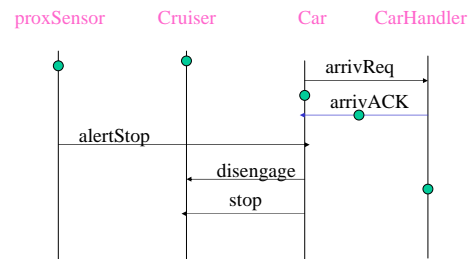 proxSensor Cruiser Car CarHandler
arrivReq
arrivACK
alertStop
disengage
stop